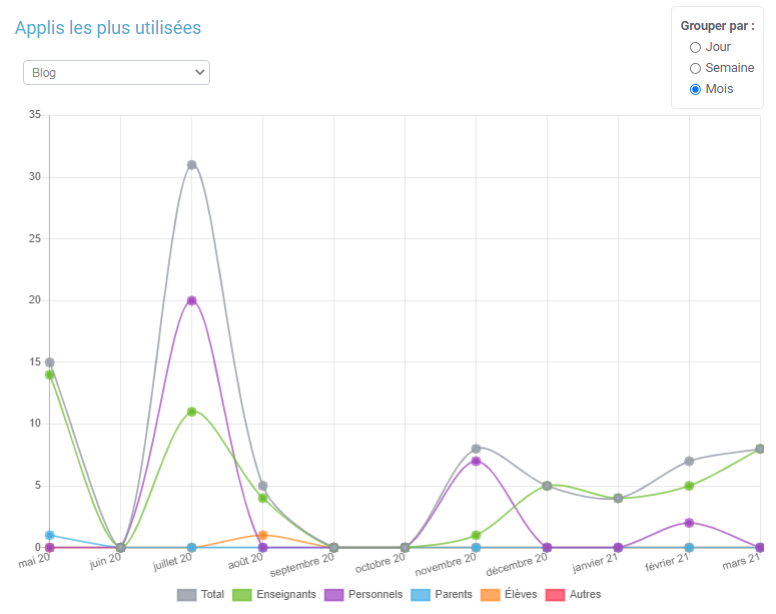 Applis les plus utilisées
Grouper par :
Jour
Semaine
Mois
Blog
35
30
25
20
15
10
5
0
mai 20 juin 20 juillet 20 août 20 septembre 20 octobre 20 novembre 20 décembre 20 janvier 21 février 21 mars 21
Total Enseignants Personnels Parents Élèves Autres